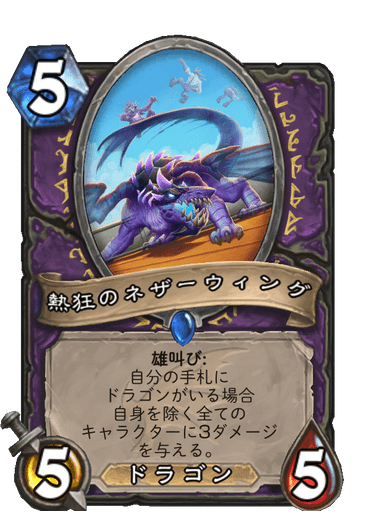 5
熱狂のネザーウィング
雄叫び:
自分の手札に
ドラゴンがいる場合
自身を除く全ての
キャラクターに3ダメージ
を与える。
5
ドラゴン
5